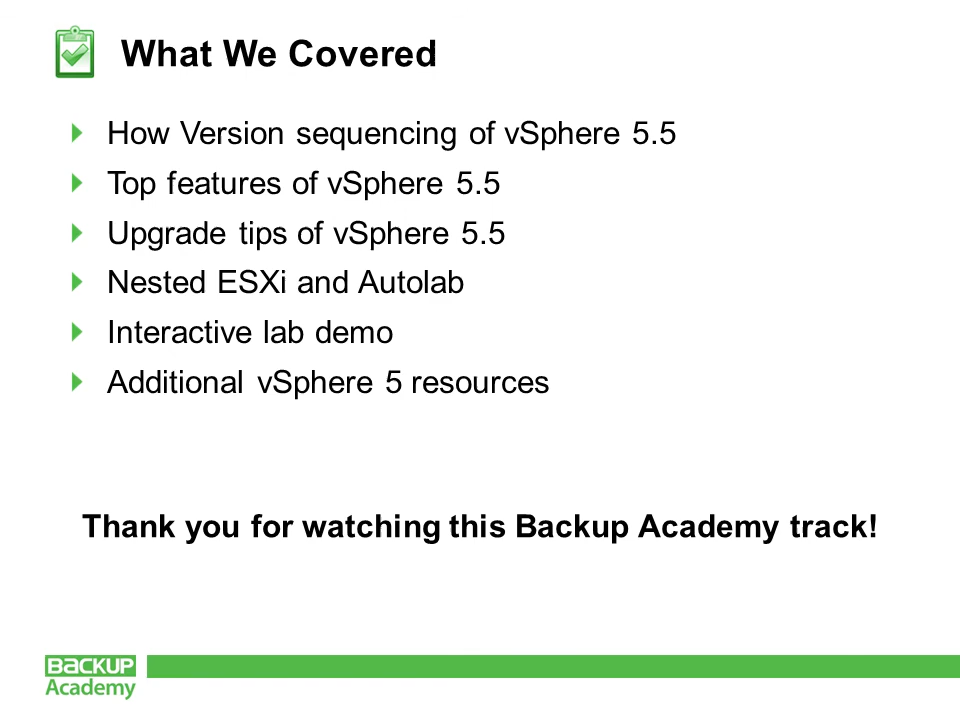 What We Covered
How Version sequencing of vSphere 5.5
Top features of vSphere 5.5
Upgrade tips of vSphere 5.5
Nested ESXi and Autolab
Interactive lab demo
Additional vSphere 5 resources
Thank you for watching this Backup Academy track!
BACKUP
Academy